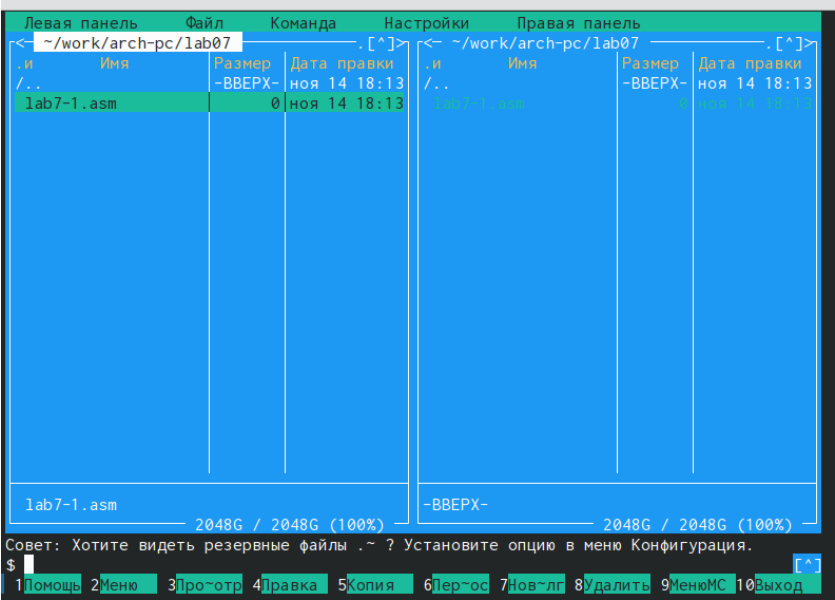 Левая панель Файл Команда Настройки Правая панель
<─ ~/work/arch-pc/lab07 ─.[^]> <─ ~/work/arch-pc/lab07 ─.[^]>
.и Имя Размер Дата правки .и Имя Размер Дата правки
/.. -ВВЕРХ- ноя 14 18:13 /.. -ВВЕРХ- ноя 14 18:13
lab7-1.asm 0 ноя 14 18:13 lab7-1.asm 0 ноя 14 18:13
lab7-1.asm -ВВЕРХ-
2048G / 2048G (100%) 2048G / 2048G (100%)
Совет: Хотите видеть резервные файлы .~ ? Установите опцию в меню Конфигурация.
$ [^]
1Помощь 2Меню 3Про~отр 4Правка 5Копия 6Пер~ос 7Нов~лг 8Удалить 9МенюMC 10Выход